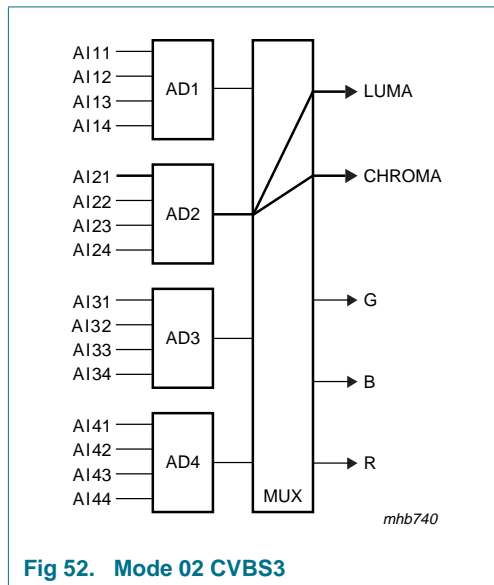 AI11
AI12
AI13
AI14
AD1
LUMA
AI21
AI22
AI23
AI24
AD2
CHROMA
AI31
AI32
AI33
AI34
AD3
G
B
AI41
AI42
AI43
AI44
AD4
R
MUX
mhb740
Fig 52. Mode 02 CVBS3